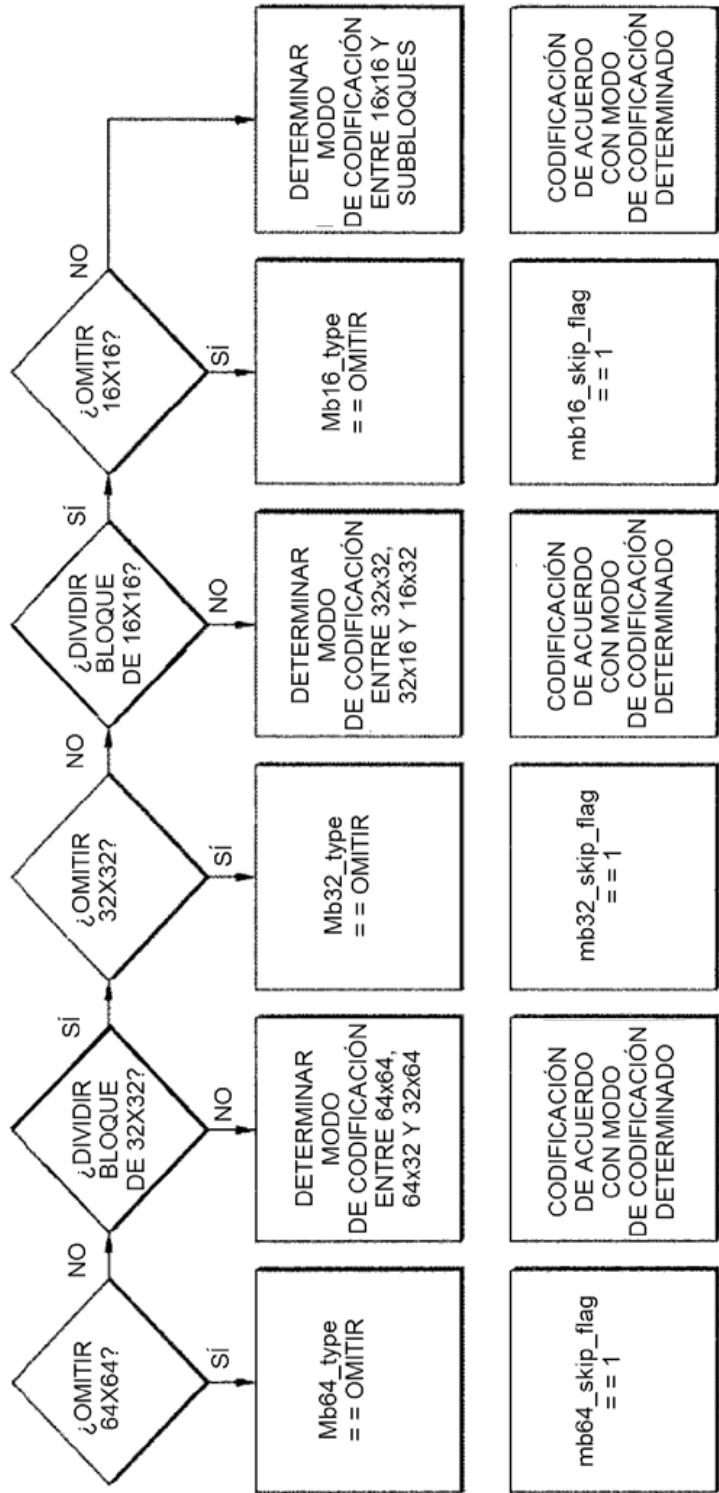 ¿OMITIR
64X64?
NO
SÍ
¿DIVIDIR
BLOQUE
DE 32X32?
SÍ
NO
¿OMITIR
32X32?
NO
SÍ
¿DIVIDIR
BLOQUE
DE 16X16?
SÍ
NO
¿OMITIR
16X16?
NO
SÍ
Mb64_type
= = OMITIR
DETERMINAR
MODO
DE CODIFICACIÓN
ENTRE 64x64,
64x32 Y 32x64
Mb32_type
= = OMITIR
DETERMINAR
MODO
DE CODIFICACIÓN
ENTRE 32x32,
32x16 Y 16x32
Mb16_type
= = OMITIR
DETERMINAR
MODO
DE CODIFICACIÓN
ENTRE 16x16 Y
SUBBLOQUES
mb64_skip_flag
= = 1
CODIFICACIÓN
DE ACUERDO
CON MODO
DE CODIFICACIÓN
DETERMINADO
mb32_skip_flag
= = 1
CODIFICACIÓN
DE ACUERDO
CON MODO
DE CODIFICACIÓN
DETERMINADO
mb16_skip_flag
= = 1
CODIFICACIÓN
DE ACUERDO
CON MODO
DE CODIFICACIÓN
DETERMINADO